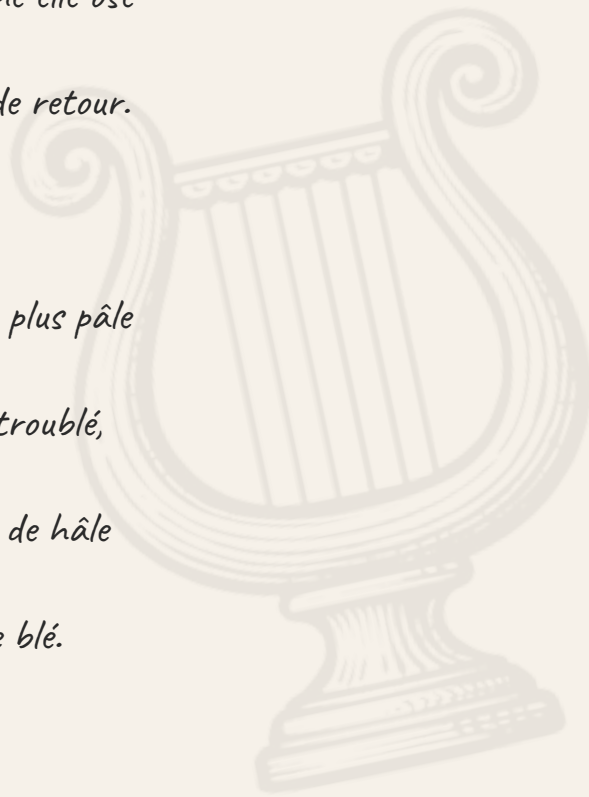 de retour.
plus pâle
troublé,
de hâle
blé.